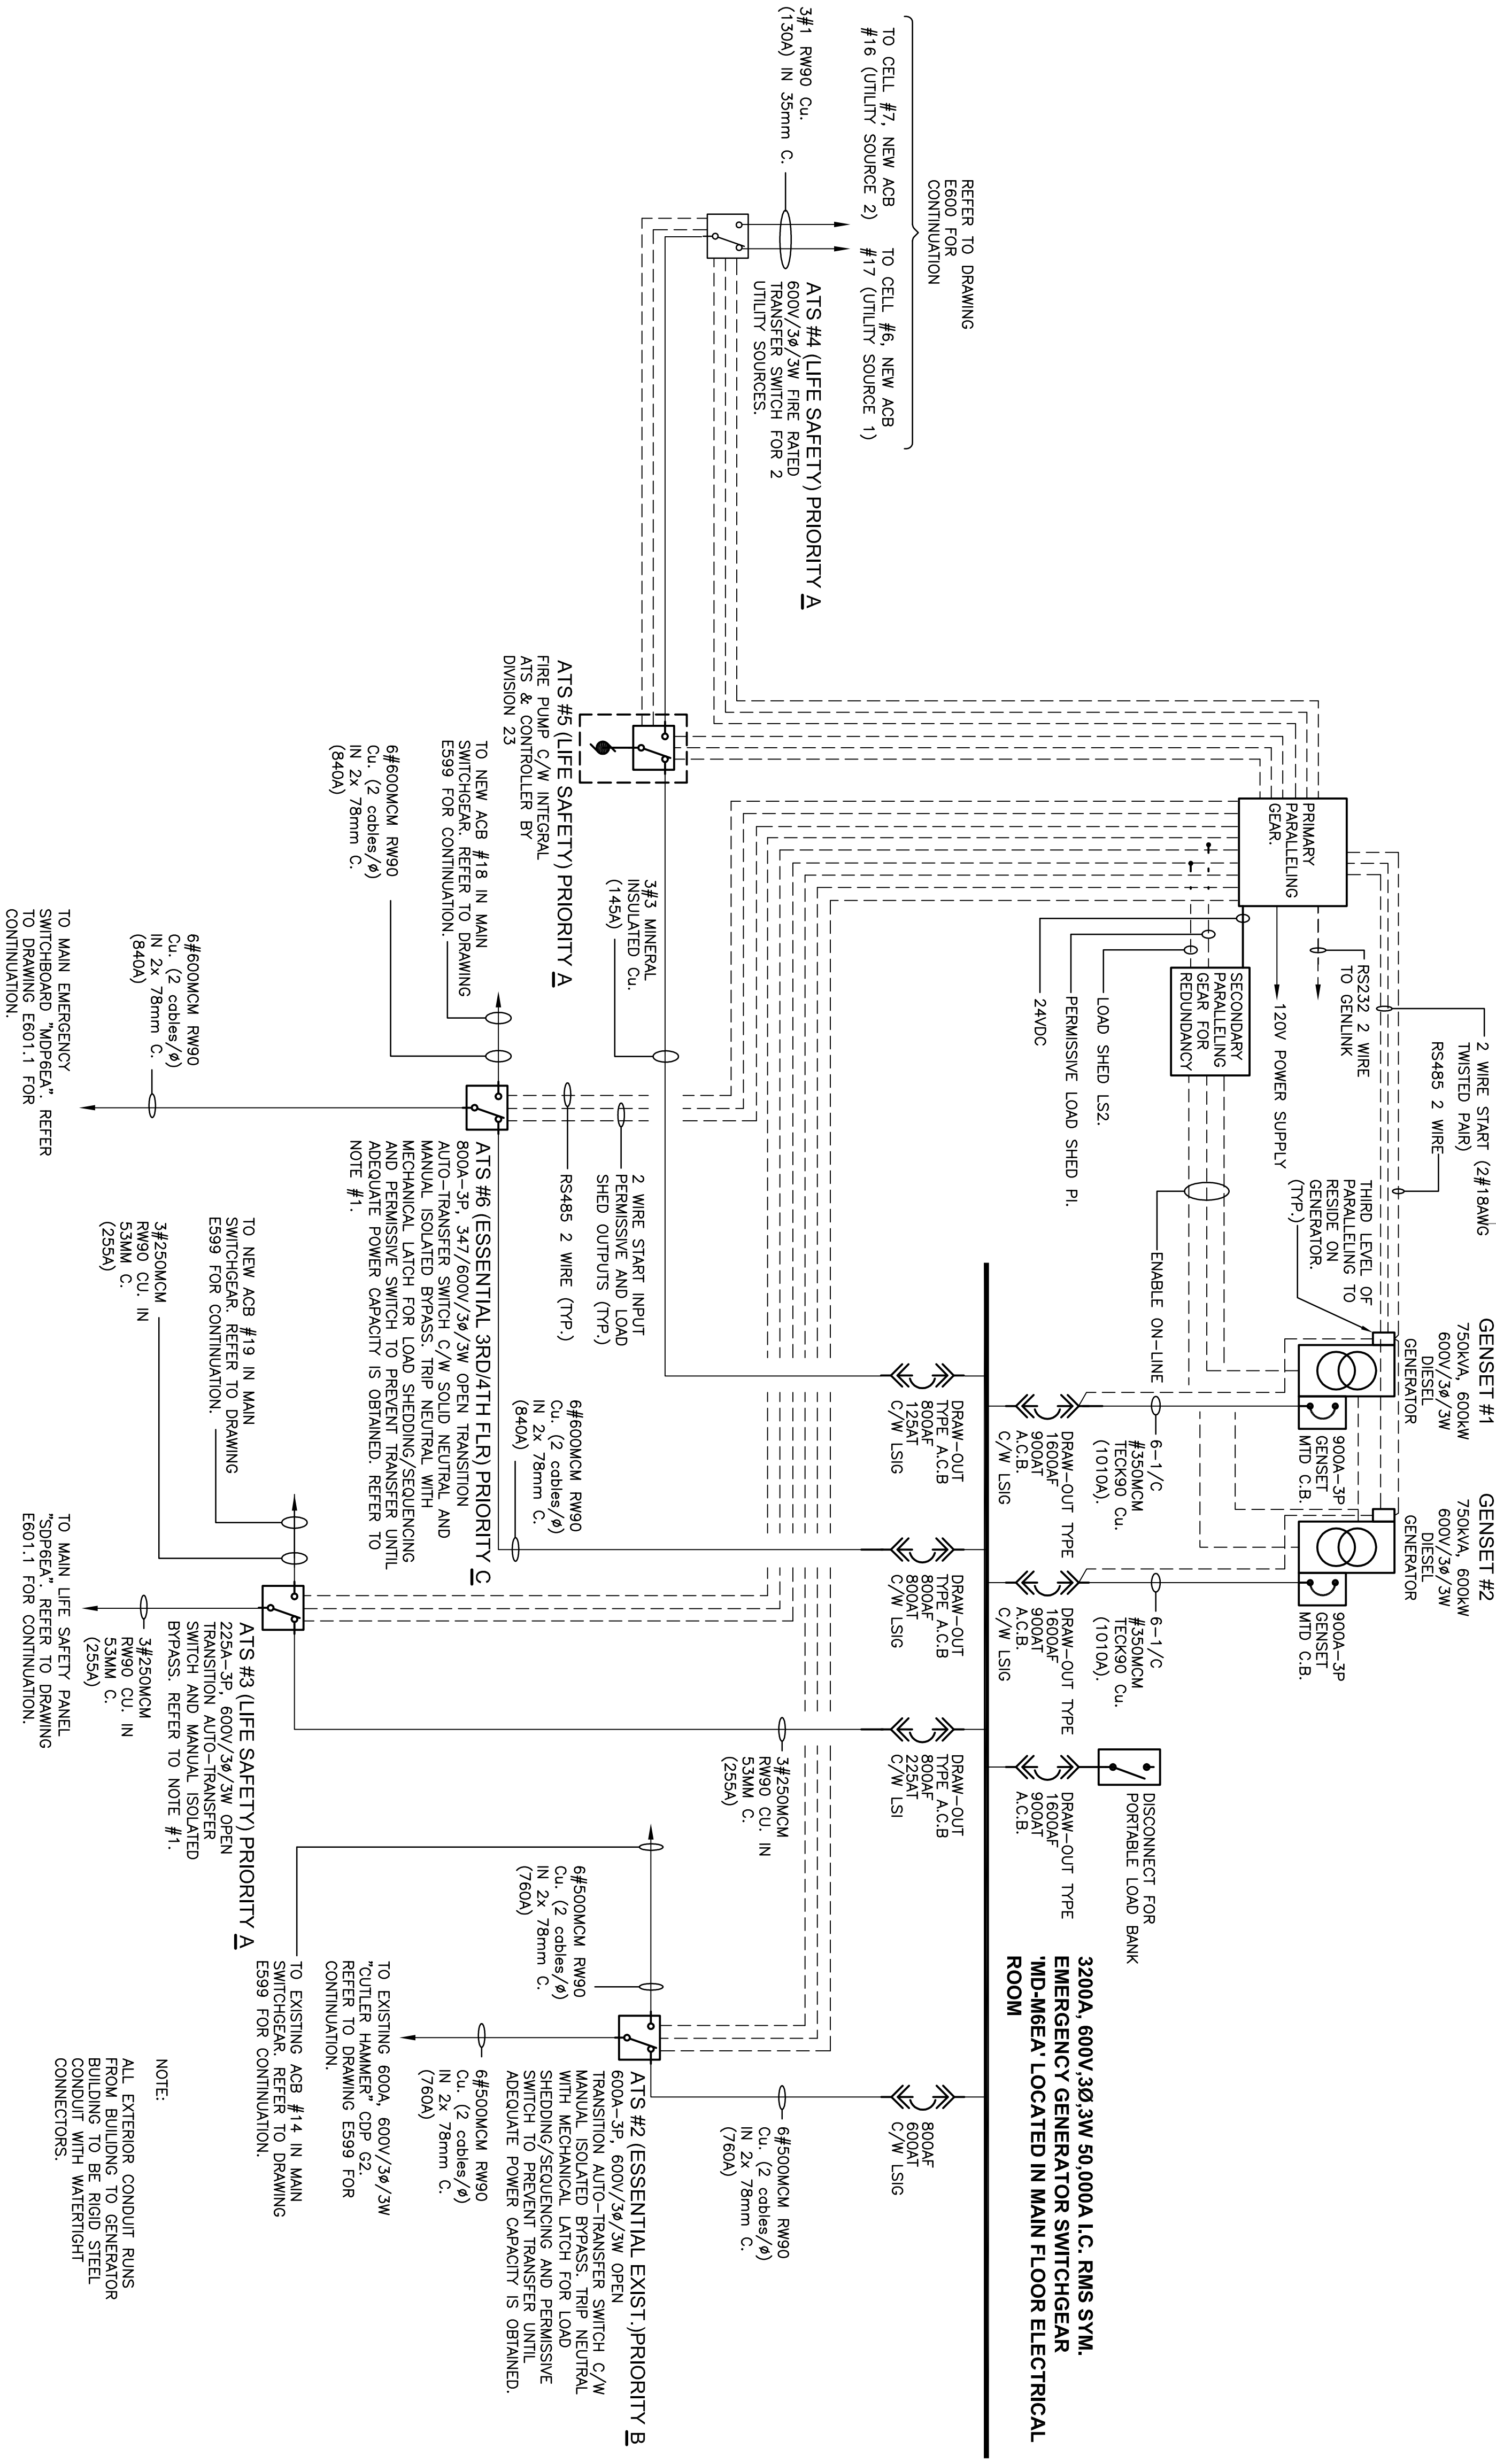 REFER TO DRAWING
E600 FOR
CONTINUATION
TO CELL #7, NEW ACB
#16 (UTILITY SOURCE 2)
TO CELL #6, NEW ACB
#17 (UTILITY SOURCE 1)
3#1 RW90 Cu.
(130A) IN 35mm C.
ATS #4 (LIFE SAFETY) PRIORITY A
600V/3ø/3W FIRE RATED
TRANSFER SWITCH FOR 2
UTILITY SOURCES.
PRIMARY
PARALLELING
GEAR.
2 WIRE START (2#18AWG
TWISTED PAIR)
RS485 2 WIRE
RS232 2 WIRE
TO GENLINK
120V POWER SUPPLY
SECONDARY
PARALLELING
GEAR FOR
REDUNDANCY
LOAD SHED LS2.
PERMISSIVE LOAD SHED PI.
24VDC
THIRD LEVEL OF
PARALLELING TO
RESIDE ON
GENERATOR.
(TYP.)
ENABLE ON-LINE
GENSET #1
750kVA, 600kW
600V/3ø/3W
DIESEL
GENERATOR
900A-3P
GENSET
MTD C.B.
6-1/C
#350MCM
TECK90 Cu.
(1010A).
DRAW-OUT TYPE
1600AF
900AT
A.C.B.
C/W LSIG
GENSET #2
750kVA, 600kW
600V/3ø/3W
DIESEL
GENERATOR
900A-3P
GENSET
MTD C.B.
6-1/C
#350MCM
TECK90 Cu.
(1010A).
DRAW-OUT TYPE
1600AF
900AT
A.C.B.
C/W LSIG
DISCONNECT FOR
PORTABLE LOAD BANK
DRAW-OUT TYPE
1600AF
900AT
A.C.B.
3200A, 600V,3Ø,3W 50,000A I.C. RMS SYM.
EMERGENCY GENERATOR SWITCHGEAR
'MD-M6EA' LOCATED IN MAIN FLOOR ELECTRICAL
ROOM
DRAW-OUT
TYPE A.C.B
800AF
125AT
C/W LSIG
DRAW-OUT
TYPE A.C.B
800AF
800AT
C/W LSIG
DRAW-OUT
TYPE A.C.B
800AF
225AT
C/W LSI
800AF
600AT
C/W LSIG
ATS #5 (LIFE SAFETY) PRIORITY A
FIRE PUMP C/W INTEGRAL
ATS & CONTROLLER BY
DIVISION 23
3#3 MINERAL
INSULATED Cu.
(145A)
TO NEW ACB #18 IN MAIN
SWITCHGEAR. REFER TO DRAWING
E599 FOR CONTINUATION.
6#600MCM RW90
Cu. (2 cables/ø)
IN 2x 78mm C.
(840A)
6#600MCM RW90
Cu. (2 cables/ø)
IN 2x 78mm C.
(840A)
TO MAIN EMERGENCY
SWITCHBOARD "MDP6EA". REFER
TO DRAWING E601.1 FOR
CONTINUATION.
2 WIRE START INPUT
PERMISSIVE AND LOAD
SHED OUTPUTS (TYP.)
RS485 2 WIRE (TYP.)
ATS #6 (ESSENTIAL 3RD/4TH FLR) PRIORITY C
800A-3P, 347/600V/3ø/3W OPEN TRANSITION
AUTO-TRANSFER SWITCH C/W SOLID NEUTRAL AND
MANUAL ISOLATED BYPASS. TRIP NEUTRAL WITH
MECHANICAL LATCH FOR LOAD SHEDDING/SEQUENCING
AND PERMISSIVE SWITCH TO PREVENT TRANSFER UNTIL
ADEQUATE POWER CAPACITY IS OBTAINED. REFER TO
NOTE #1.
6#600MCM RW90
Cu. (2 cables/ø)
IN 2x 78mm C.
(840A)
TO NEW ACB #19 IN MAIN
SWITCHGEAR. REFER TO DRAWING
E599 FOR CONTINUATION.
3#250MCM
RW90 CU. IN
53MM C.
(255A)
3#250MCM
RW90 CU. IN
53MM C.
(255A)
TO MAIN LIFE SAFETY PANEL
"SDP6EA". REFER TO DRAWING
E601.1 FOR CONTINUATION.
ATS #3 (LIFE SAFETY) PRIORITY A
225A-3P, 600V/3ø/3W OPEN
TRANSITION AUTO-TRANSFER
SWITCH AND MANUAL ISOLATED
BYPASS. REFER TO NOTE #1.
3#250MCM
RW90 CU. IN
53MM C.
(255A)
6#500MCM RW90
Cu. (2 cables/ø)
IN 2x 78mm C.
(760A)
TO EXISTING ACB #14 IN MAIN
SWITCHGEAR. REFER TO DRAWING
E599 FOR CONTINUATION.
TO EXISTING 600A, 600V/3ø/3W
"CUTLER HAMMER" CDP G2.
REFER TO DRAWING E599 FOR
CONTINUATION.
6#500MCM RW90
Cu. (2 cables/ø)
IN 2x 78mm C.
(760A)
ATS #2 (ESSENTIAL EXIST.)PRIORITY B
600A-3P, 600V/3ø/3W OPEN
TRANSITION AUTO-TRANSFER SWITCH C/W
MANUAL ISOLATED BYPASS. TRIP NEUTRAL
WITH MECHANICAL LATCH FOR LOAD
SHEDDING/SEQUENCING AND PERMISSIVE
SWITCH TO PREVENT TRANSFER UNTIL
ADEQUATE POWER CAPACITY IS OBTAINED.
6#500MCM RW90
Cu. (2 cables/ø)
IN 2x 78mm C.
(760A)
NOTE:
ALL EXTERIOR CONDUIT RUNS
FROM BUILIDNG TO GENERATOR
BUILDING TO BE RIGID STEEL
CONDUIT WITH WATERTIGHT
CONNECTORS.